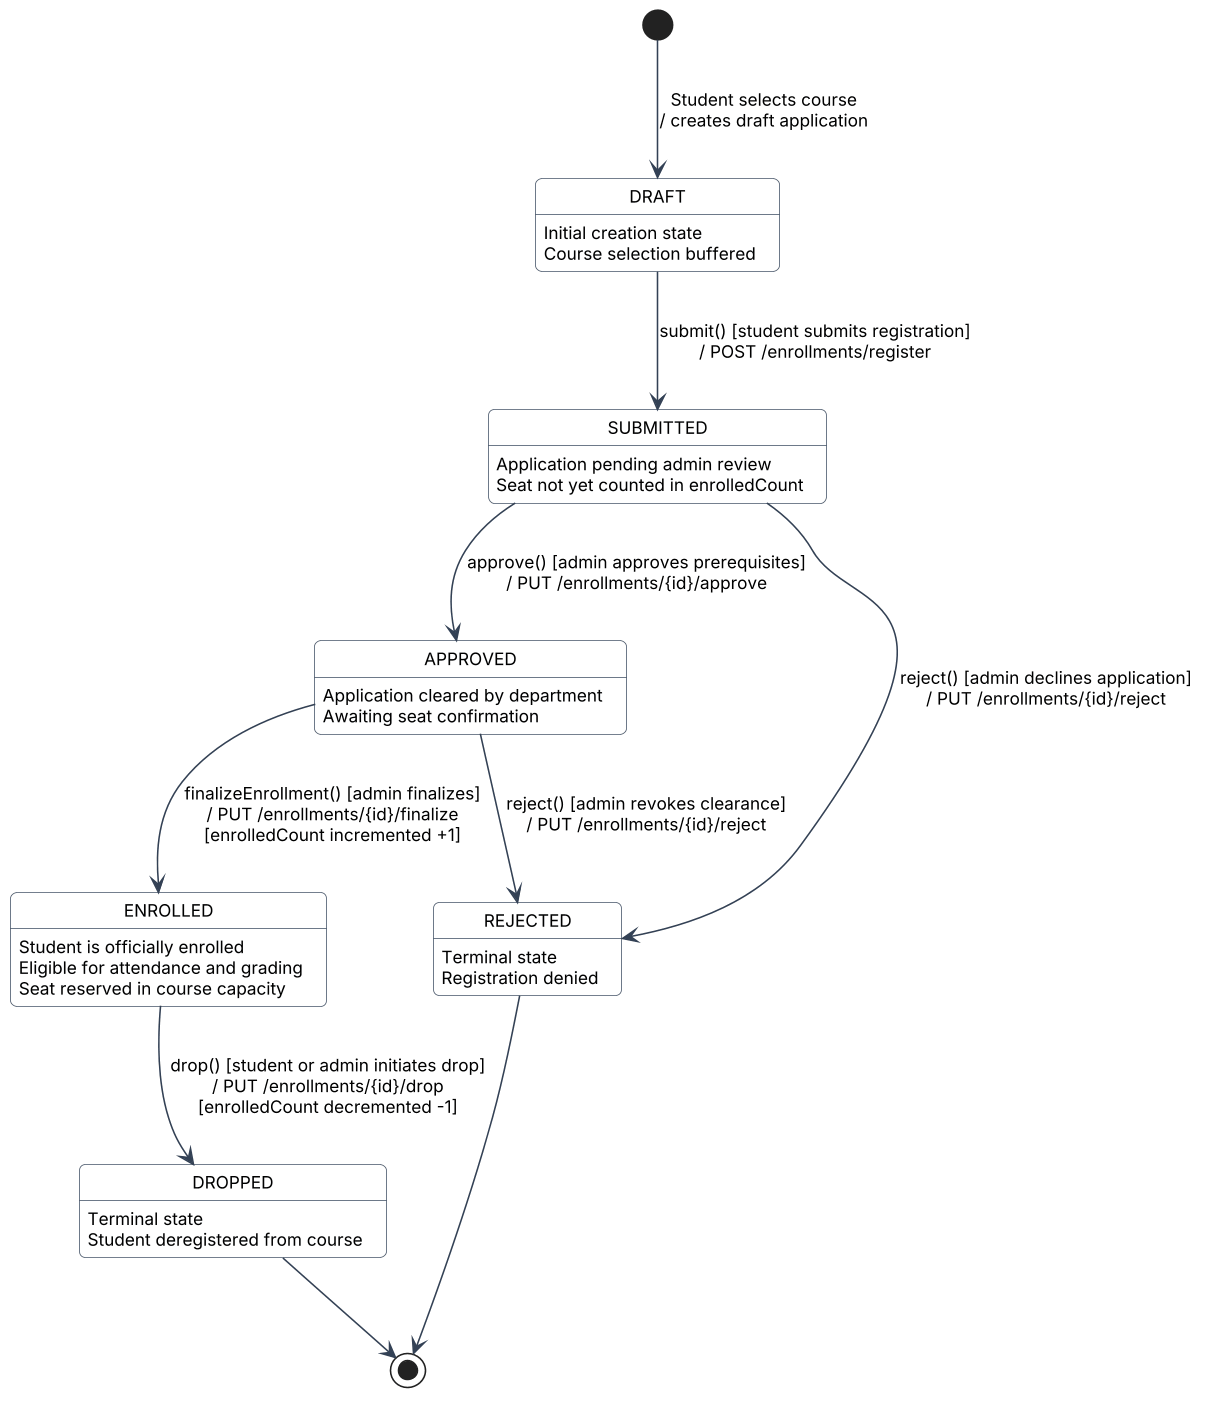 Student selects course
/ creates draft application
DRAFT
Initial creation state
Course selection buffered
submit() [student submits registration]
/ POST /enrollments/register
SUBMITTED
Application pending admin review
Seat not yet counted in enrolledCount
approve() [admin approves prerequisites]
/ PUT /enrollments/{id}/approve
APPROVED
Application cleared by department
Awaiting seat confirmation
reject() [admin declines application]
/ PUT /enrollments/{id}/reject
finalizeEnrollment() [admin finalizes]
/ PUT /enrollments/{id}/finalize
[enrolledCount incremented +1]
reject() [admin revokes clearance]
/ PUT /enrollments/{id}/reject
ENROLLED
Student is officially enrolled
Eligible for attendance and grading
Seat reserved in course capacity
REJECTED
Terminal state
Registration denied
drop() [student or admin initiates drop]
/ PUT /enrollments/{id}/drop
[enrolledCount decremented -1]
DROPPED
Terminal state
Student deregistered from course